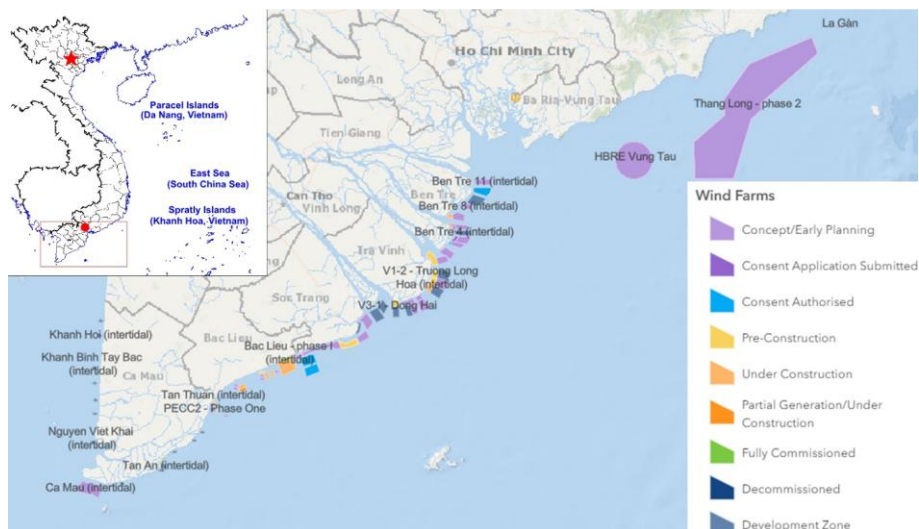 Paracel Islands
(Da Nang, Vietnam)
East Sea
(South China Sea)
Spratly Islands
(Khanh Hoa, Vietnam)
La Gàn
Ho Chi Minh City
Long An
Ba Ria-Vung Tau
Thang Long - phase 2
Tien Giang
HBRE Vung Tau
Ben Tre 11 (intertidal)
Can Tho
Ben Tre
Vinh Long
Ben Tre 8 (intertidal)
Ben Tre 4 (intertidal)
Tra Vinh
V1-2 - Truong Long
Hoa (intertidal)
Soc Trang
V3-1 - Dong Hai
Khanh Hoi (intertidal)
Bac Lieu
Bac Lieu - phase I
(intertidal)
Khanh Binh Tay Bac
(intertidal)
Ca Mau
Tan Thuan (intertidal)
PECC2 - Phase One
Nguyen Viet Khai
(intertidal)
Tan An (intertidal)
Ca Mau (intertidal)
Wind Farms
Concept/Early Planning
Consent Application Submitted
Consent Authorised
Pre-Construction
Under Construction
Partial Generation/Under
Construction
Fully Commissioned
Decommissioned
Development Zone